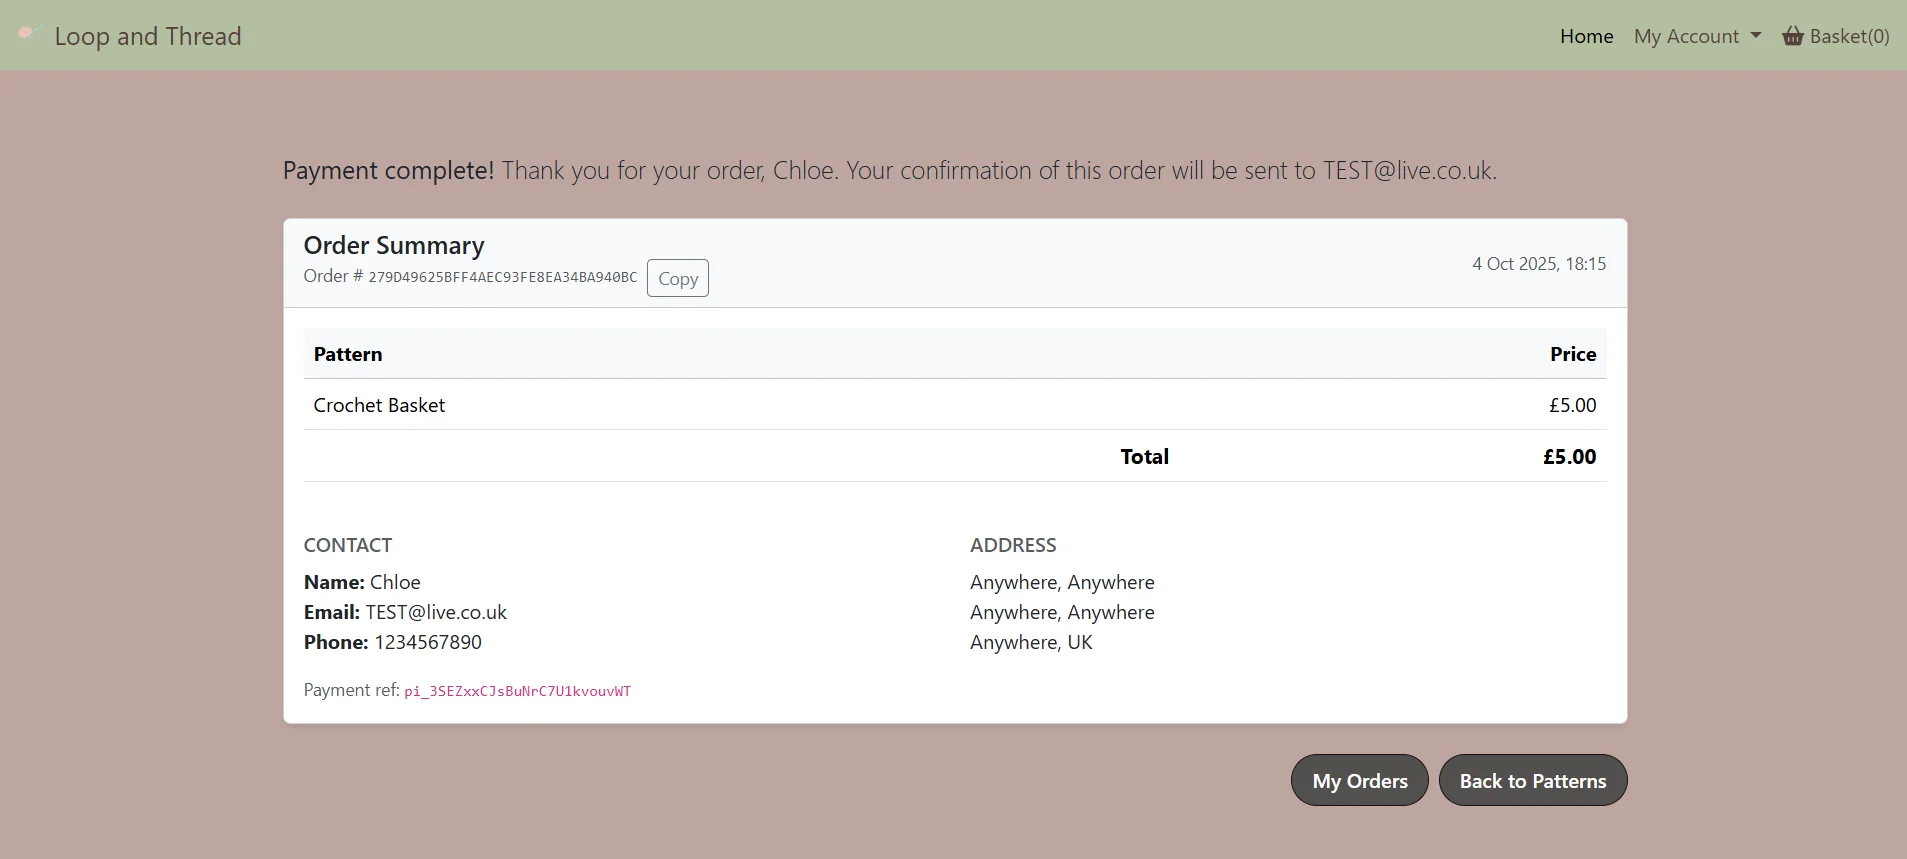 Loop and Thread
Home My Account Basket(0)
Payment complete! Thank you for your order, Chloe. Your confirmation of this order will be sent to TEST@live.co.uk.
Order Summary
Order # 279D49625BFF4AEC93FE8EA34BA940BC Copy
4 Oct 2025, 18:15
Pattern Price
Crochet Basket £5.00
Total £5.00
CONTACT
Name: Chloe
Email: TEST@live.co.uk
Phone: 1234567890
ADDRESS
Anywhere, Anywhere
Anywhere, Anywhere
Anywhere, UK
Payment ref: pi_3SEZxxCJsBuNrC7U1kvouvWT
My Orders Back to Patterns